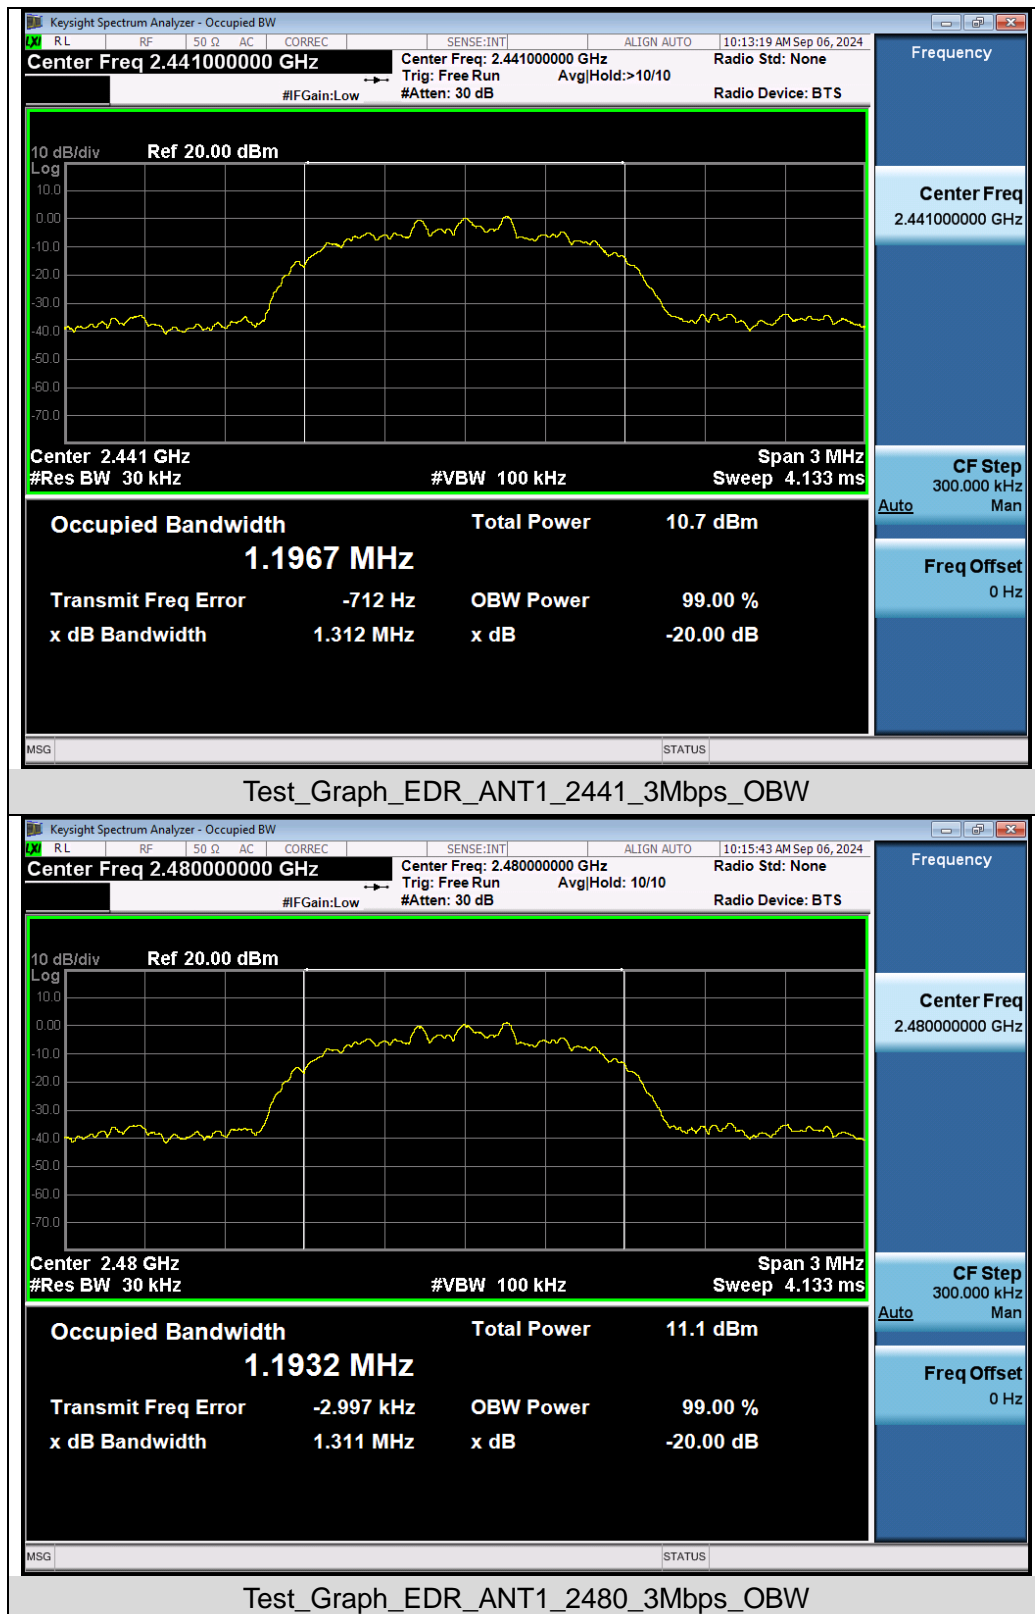 Keysight Spectrum Analyzer - Occupied BW
LXI RL RF 50 Ω AC CORREC SENSE:INT ALIGN AUTO 10:13:19 AM Sep 06, 2024
Center Freq 2.441000000 GHz
Center Freq: 2.441000000 GHz Radio Std: None
Trig: Free Run Avg|Hold:>10/10
#IFGain:Low #Atten: 30 dB Radio Device: BTS
Frequency
10 dB/div Ref 20.00 dBm
Log
10.0
0.00
-10.0
-20.0
-30.0
-40.0
-50.0
-60.0
-70.0
Center 2.441 GHz Span 3 MHz
#Res BW 30 kHz #VBW 100 kHz Sweep 4.133 ms
Center Freq
2.441000000 GHz
CF Step
300.000 kHz
Auto Man
Freq Offset
0 Hz
Occupied Bandwidth Total Power 10.7 dBm
1.1967 MHz
Transmit Freq Error -712 Hz OBW Power 99.00 %
x dB Bandwidth 1.312 MHz x dB -20.00 dB
MSG STATUS
Test_Graph_EDR_ANT1_2441_3Mbps_OBW
Keysight Spectrum Analyzer - Occupied BW
LXI RL RF 50 Ω AC CORREC SENSE:INT ALIGN AUTO 10:15:43 AM Sep 06, 2024
Center Freq 2.480000000 GHz
Center Freq: 2.480000000 GHz Radio Std: None
Trig: Free Run Avg|Hold: 10/10
#IFGain:Low #Atten: 30 dB Radio Device: BTS
Frequency
10 dB/div Ref 20.00 dBm
Log
10.0
0.00
-10.0
-20.0
-30.0
-40.0
-50.0
-60.0
-70.0
Center 2.48 GHz Span 3 MHz
#Res BW 30 kHz #VBW 100 kHz Sweep 4.133 ms
Center Freq
2.480000000 GHz
CF Step
300.000 kHz
Auto Man
Freq Offset
0 Hz
Occupied Bandwidth Total Power 11.1 dBm
1.1932 MHz
Transmit Freq Error -2.997 kHz OBW Power 99.00 %
x dB Bandwidth 1.311 MHz x dB -20.00 dB
MSG STATUS
Test_Graph_EDR_ANT1_2480_3Mbps_OBW